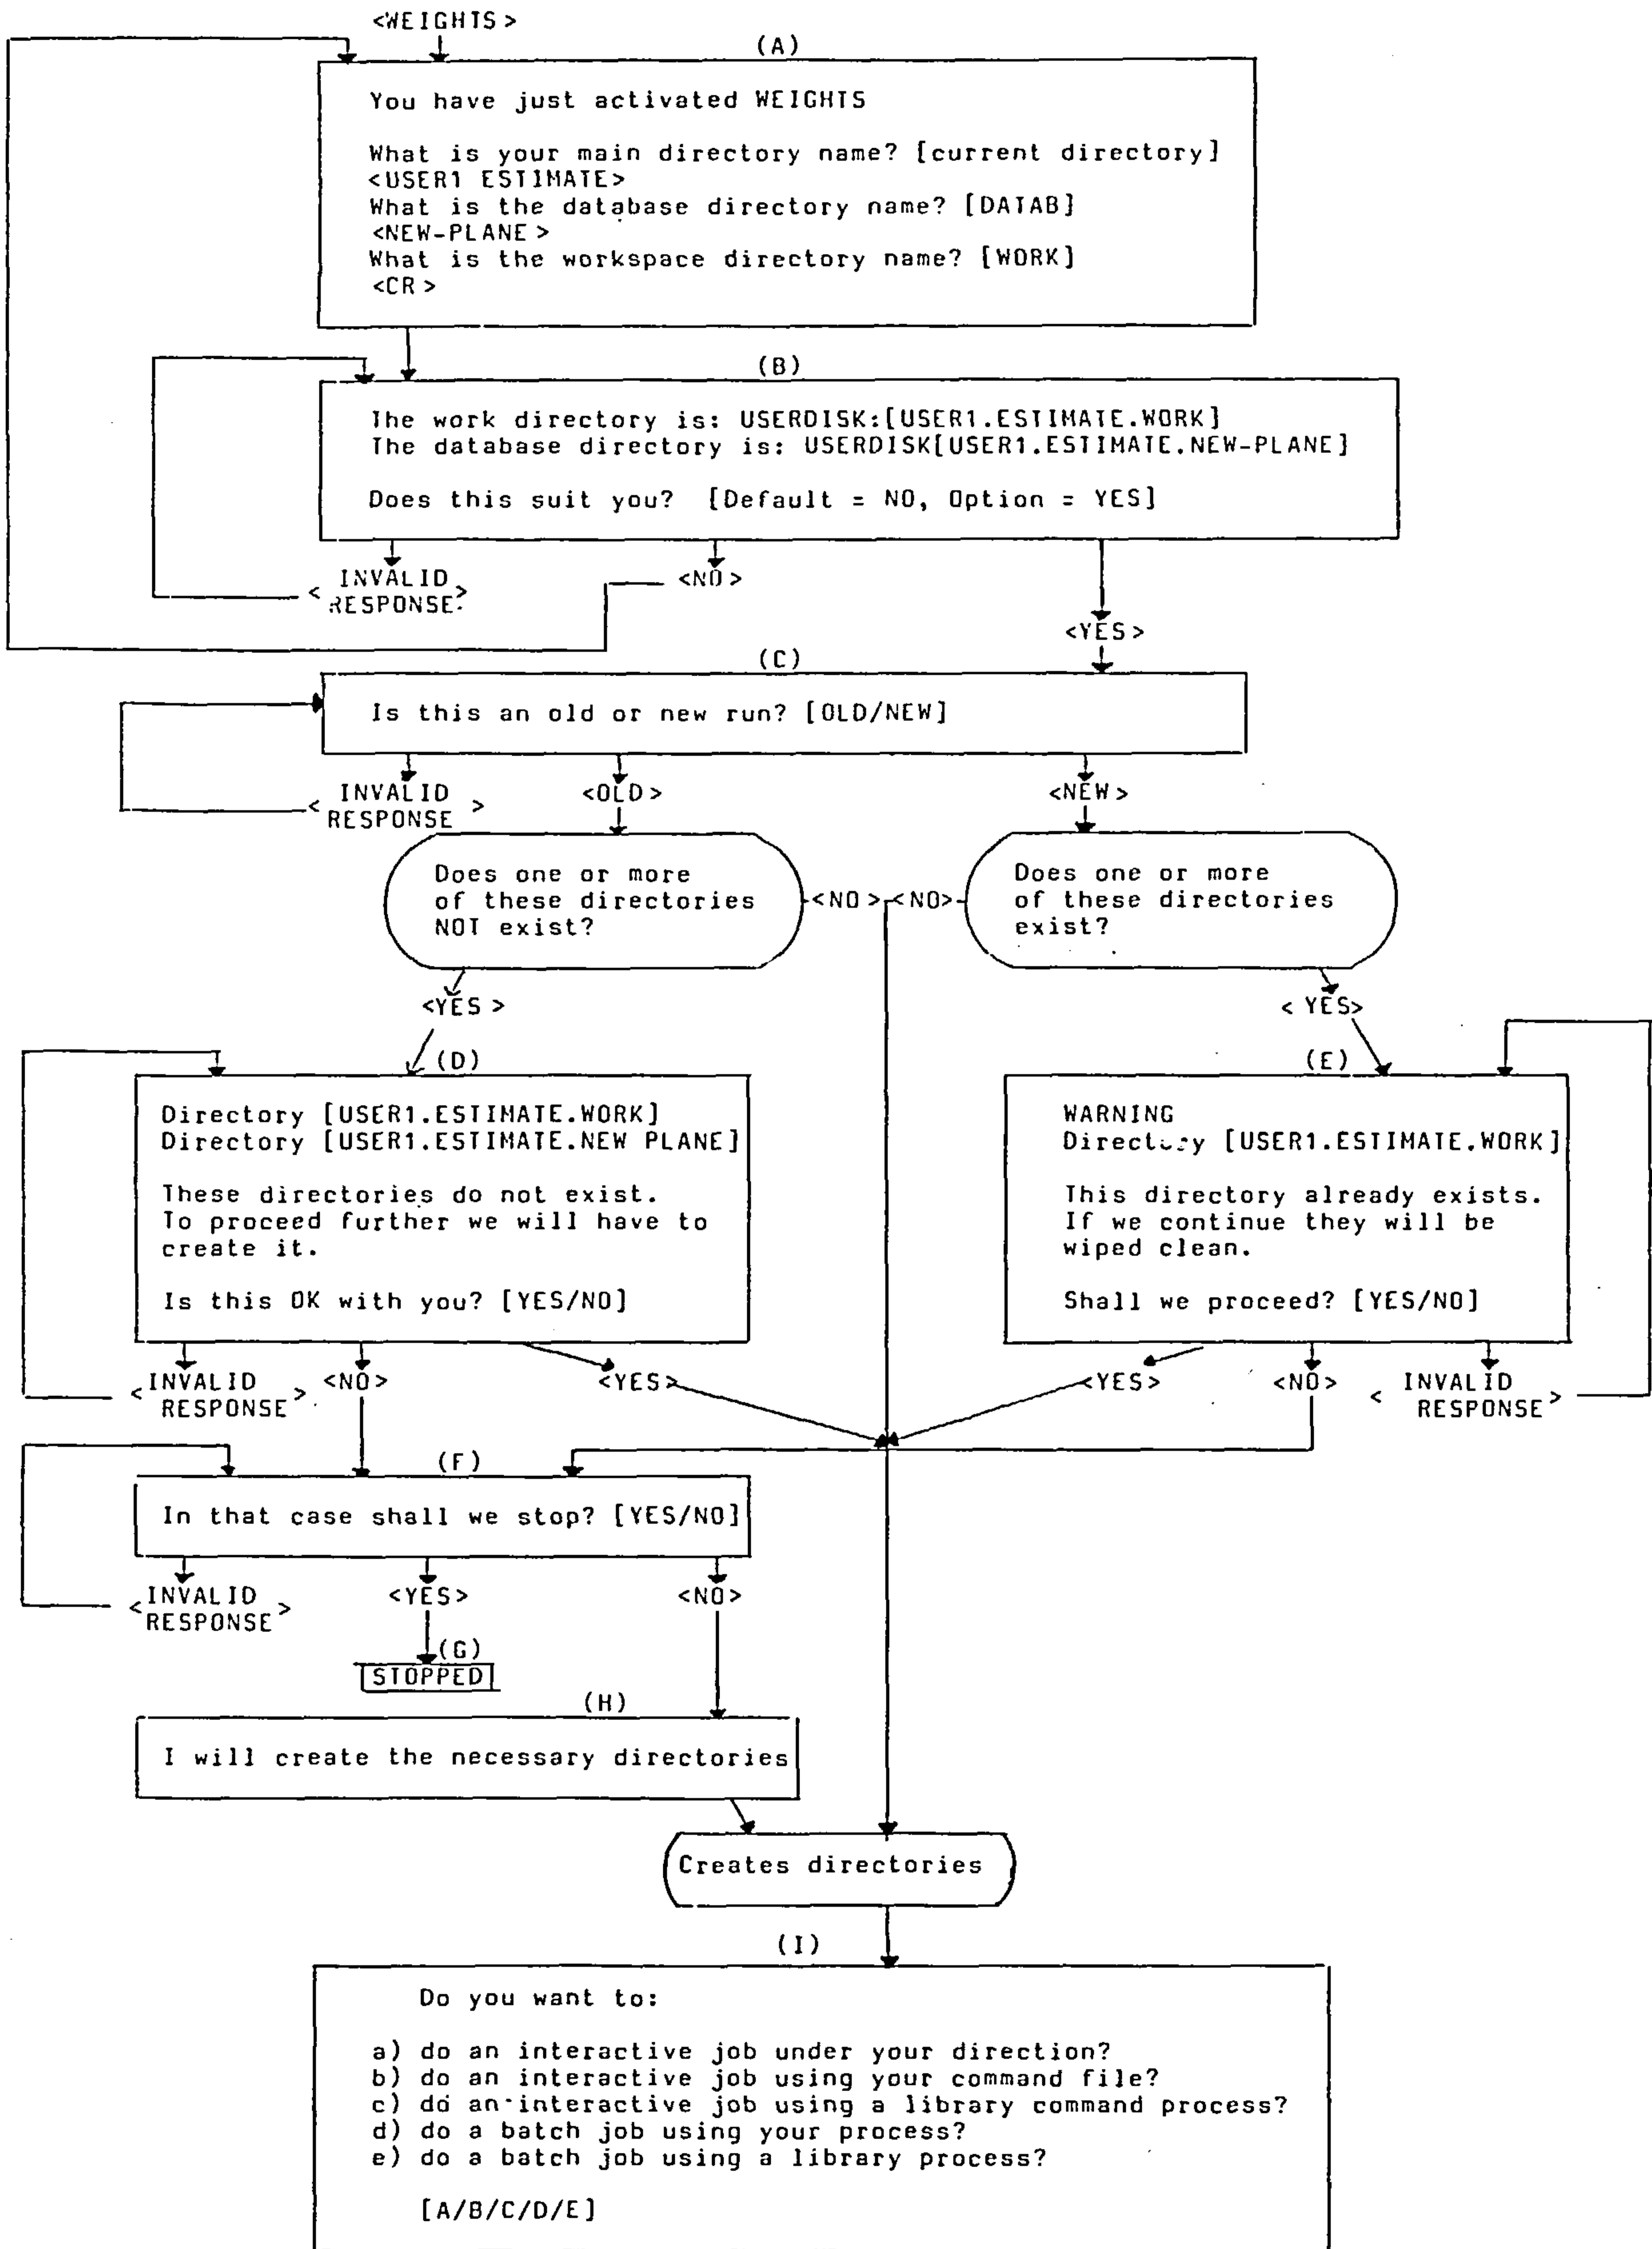 <WEIGHTS>
(A)
You have just activated WEIGHTS
What is your main directory name? [current directory]
<USER1 ESTIMATE>
What is the database directory name? [DATAB]
<NEW-PLANE>
What is the workspace directory name? [WORK]
<CR>
(B)
The work directory is: USERDISK:[USER1.ESTIMATE.WORK]
The database directory is: USERDISK[USER1.ESTIMATE.NEW-PLANE]
Does this suit you? [Default = NO, Option = YES]
<INVALID
RESPONSE>
<NO>
<YES>
(C)
Is this an old or new run? [OLD/NEW]
<INVALID
RESPONSE>
<OLD>
<NEW>
Does one or more
of these directories
NOT exist?
<NO>
<NO>
Does one or more
of these directories
exist?
<YES>
<YES>
(D)
Directory [USER1.ESTIMATE.WORK]
Directory [USER1.ESTIMATE.NEW PLANE]
These directories do not exist.
To proceed further we will have to
create it.
Is this OK with you? [YES/NO]
(E)
WARNING
Directory [USER1.ESTIMATE.WORK]
This directory already exists.
If we continue they will be
wiped clean.
Shall we proceed? [YES/NO]
<INVALID
RESPONSE>
<NO>
<YES>
<YES>
<NO>
<INVALID
RESPONSE>
(F)
In that case shall we stop? [YES/NO]
<INVALID
RESPONSE>
<YES>
<NO>
(G)
STOPPED
(H)
I will create the necessary directories
Creates directories
(I)
Do you want to:
a) do an interactive job under your direction?
b) do an interactive job using your command file?
c) do an interactive job using a library command process?
d) do a batch job using your process?
e) do a batch job using a library process?
[A/B/C/D/E]